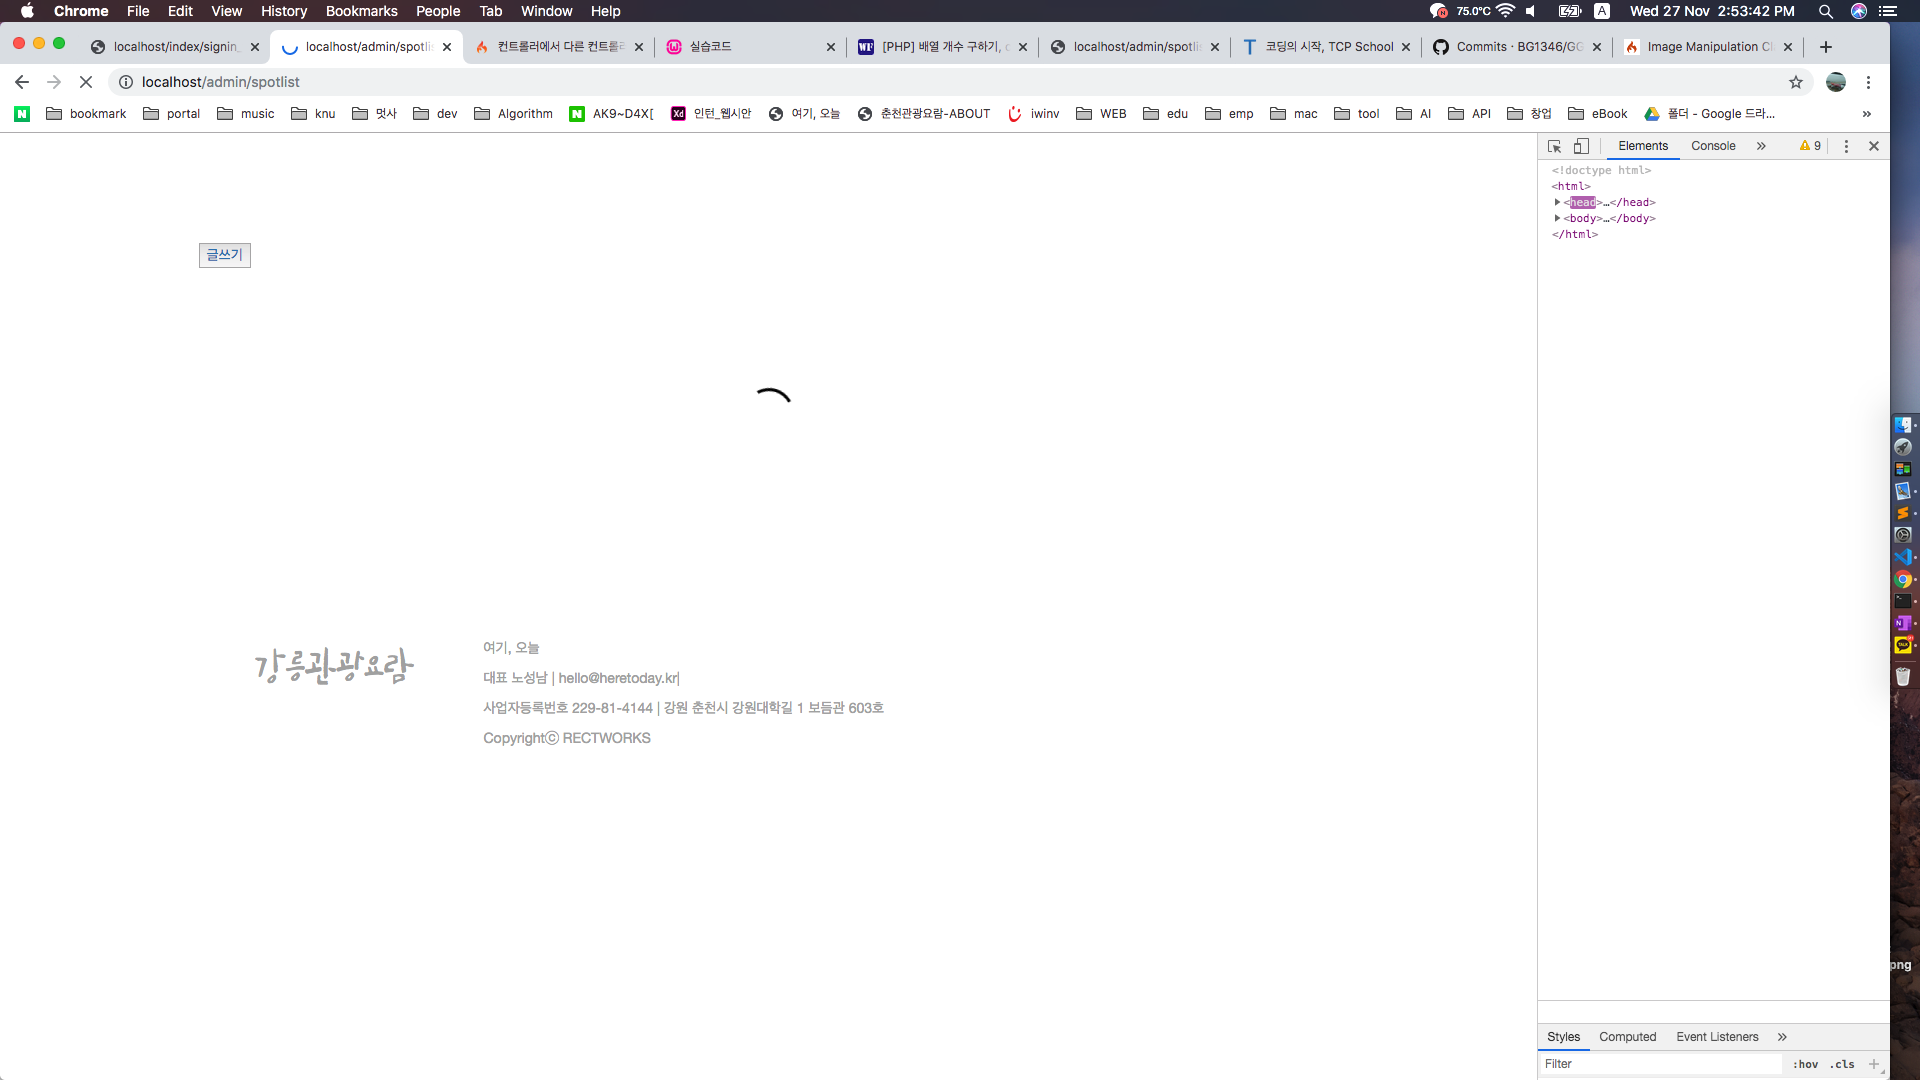 Chrome File Edit View History Bookmarks People Tab Window Help
75.0°C A Wed 27 Nov 2:53:42 PM
localhost/index/signin
localhost/admin/spotli
컨트롤러에서 다른 컨트롤러
실습코드
[PHP] 배열 개수 구하기,
localhost/admin/spotli
코딩의 시작, TCP School
Commits · BG1346/GG
Image Manipulation Cl
localhost/admin/spotlist
bookmark portal music knu 멋사 dev Algorithm AK9~D4X[ 인턴_웹시안 여기, 오늘 춘천관광요람-ABOUT iwinv WEB edu emp mac tool AI API 창업 eBook 폴더 - Google 드라...
Elements Console 9
<!doctype html>
<html>
<head>…</head>
<body>…</body>
</html>
글쓰기
강릉관광요람
여기, 오늘
대표 노성남 | hello@heretoday.kr|
사업자등록번호 229-81-4144 | 강원 춘천시 강원대학길 1 보듬관 603호
Copyrightⓒ RECTWORKS
png
Styles Computed Event Listeners
Filter :hov .cls